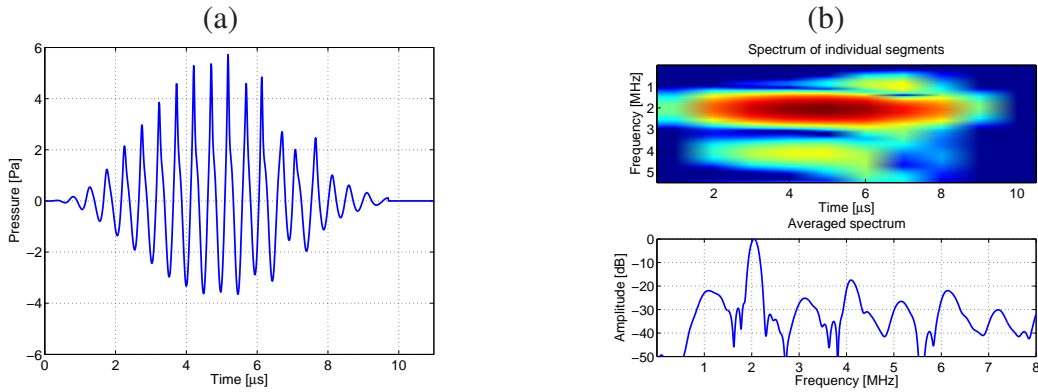 (a)
6
4
2
0
−2
−4
−6
Pressure [Pa]
0 2 4 6 8 10
Time [μs]
(b)
Spectrum of individual segments
1
2
3
4
5
Frequency [MHz]
2 4 6 8 10
Time [μs]
Averaged spectrum
0
−10
−20
−30
−40
−50
Amplitude [dB]
1 2 3 4 5 6 7 8
Frequency [MHz]